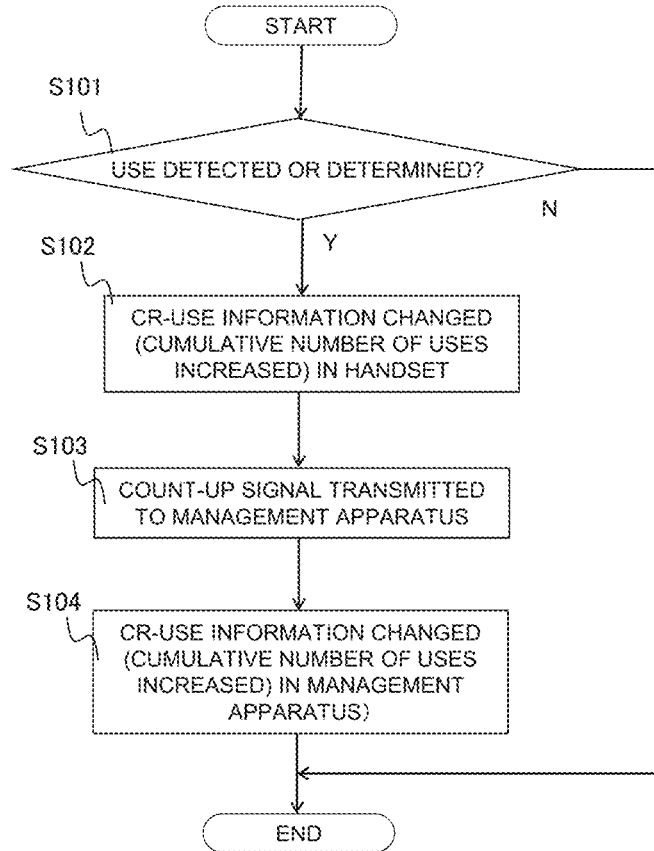 START
S101
USE DETECTED OR DETERMINED?
N
Y
S102
CR-USE INFORMATION CHANGED
(CUMULATIVE NUMBER OF USES
INCREASED) IN HANDSET
S103
COUNT-UP SIGNAL TRANSMITTED
TO MANAGEMENT APPARATUS
S104
CR-USE INFORMATION CHANGED
(CUMULATIVE NUMBER OF USES
INCREASED) IN MANAGEMENT
APPARATUS)
END